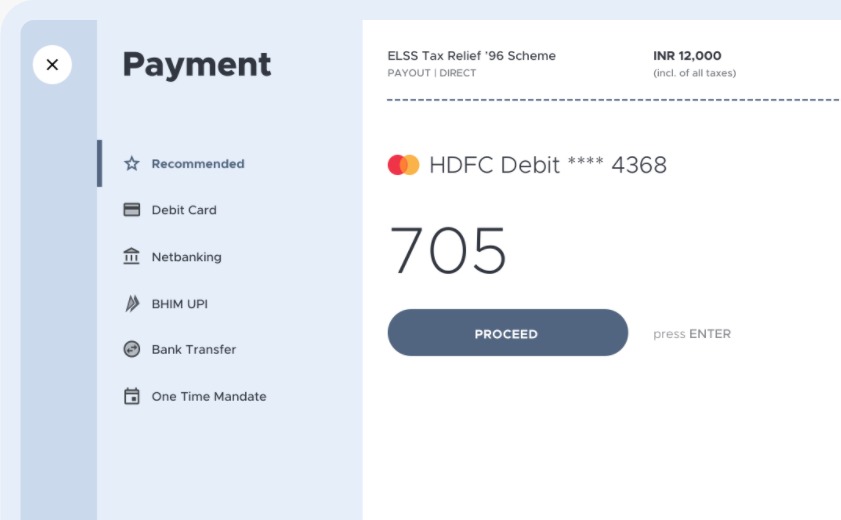 Payment
Recommended
Debit Card
Netbanking
BHIM UPI
Bank Transfer
One Time Mandate
ELSS Tax Relief ’96 Scheme
PAYOUT | DIRECT
INR 12,000
(incl. of all taxes)
HDFC Debit **** 4368
705
PROCEED
press ENTER